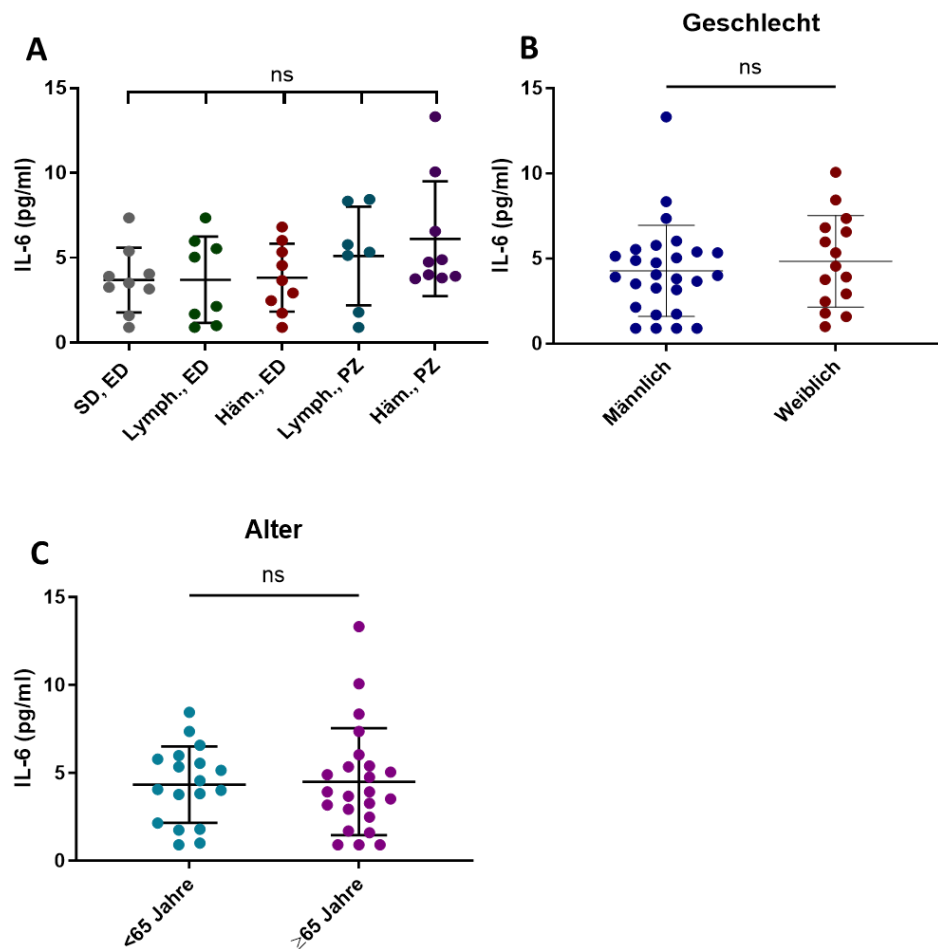 A
ns
15
10
5
0
IL-6 (pg/ml)
SD, ED
Lymph., ED
Häm., ED
Lymph., PZ
Häm., PZ
Geschlecht
B
ns
15
10
5
0
IL-6 (pg/ml)
Männlich
Weiblich
Alter
C
ns
15
10
5
0
IL-6 (pg/ml)
<65 Jahre
≥65 Jahre